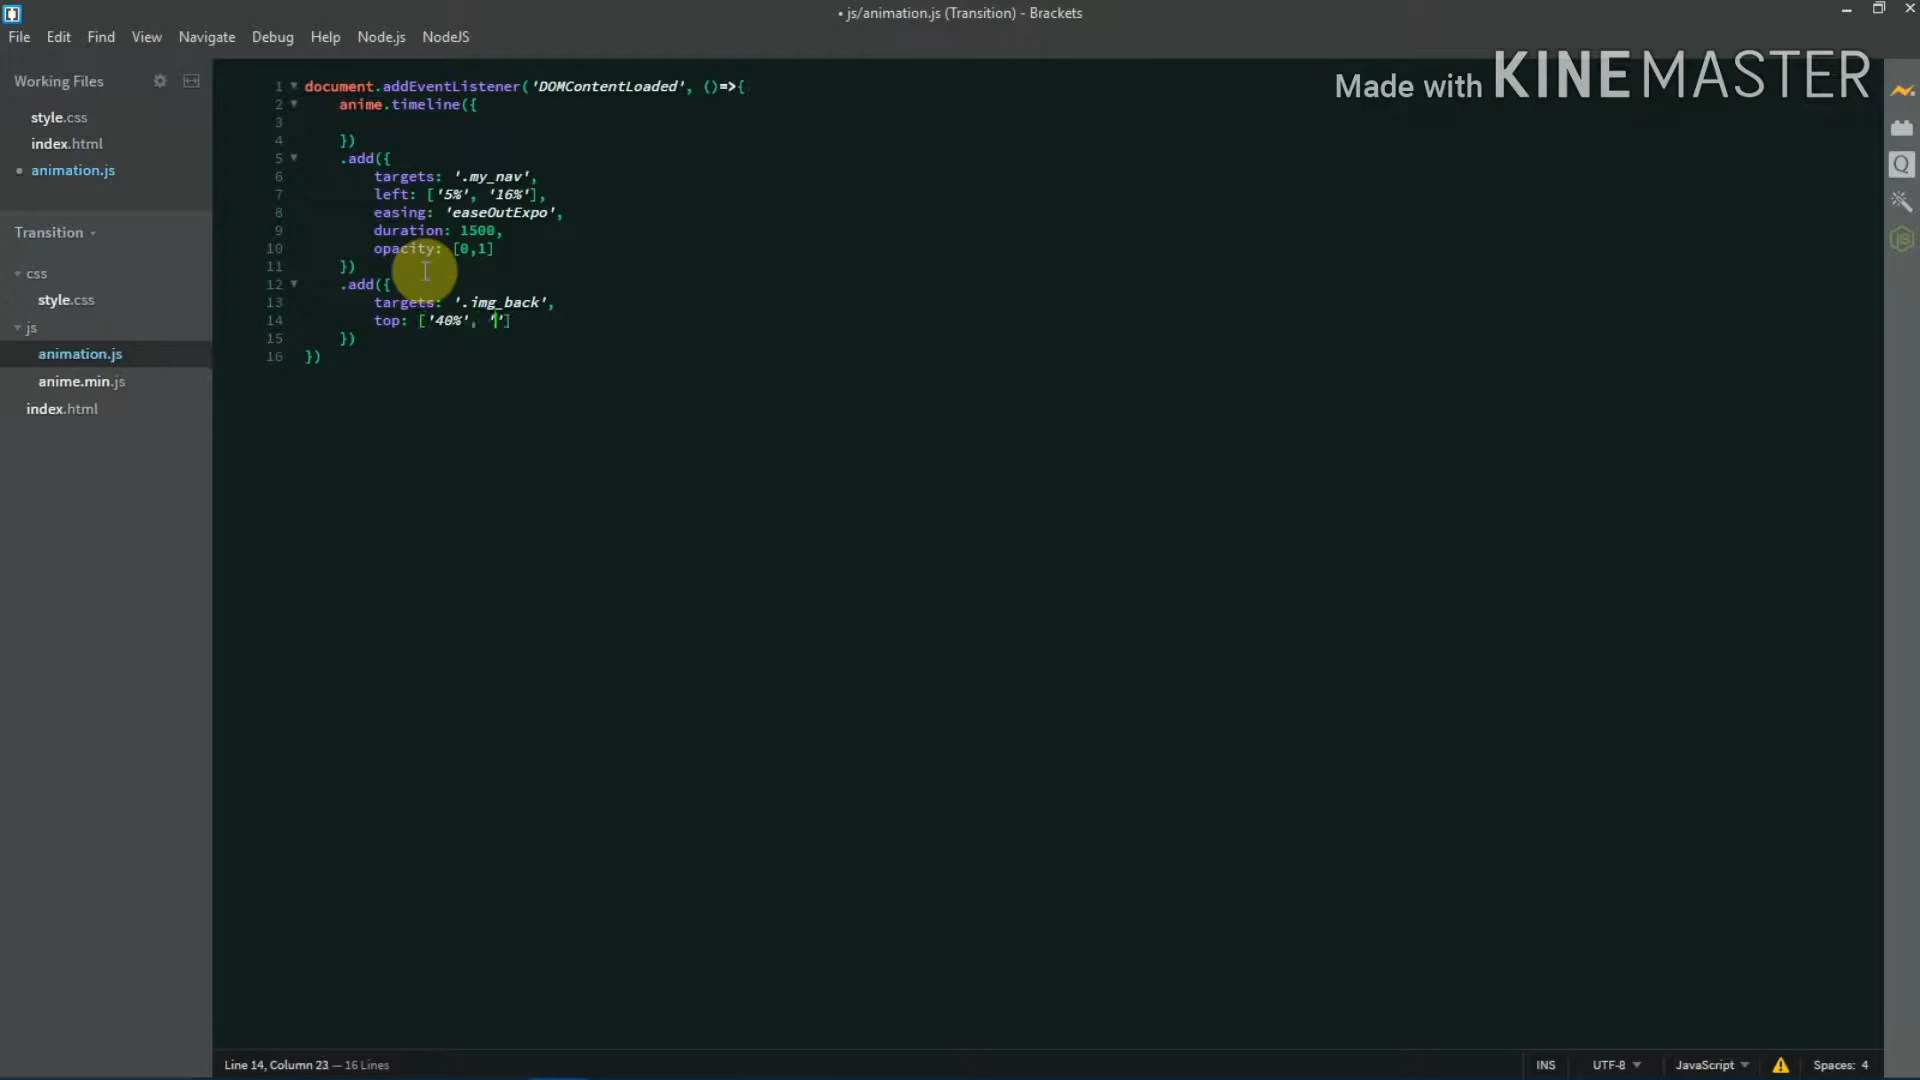 • js/animation.js (Transition) - Brackets
File Edit Find View Navigate Debug Help Node.js NodeJS
Made with KINEMASTER
Working Files
style.css
index.html
animation.js
Transition
css
style.css
js
animation.js
anime.min.js
index.html
1 document.addEventListener('DOMContentLoaded', ()=>{
2 anime.timeline({
3
4 })
5 .add({
6 targets: '.my_nav',
7 left: ['5%', '16%'],
8 easing: 'easeOutExpo',
9 duration: 1500,
10 opacity: [0,1]
11 })
12 .add({
13 targets: '.img_back',
14 top: ['40%', '']
15 })
16 })
Line 14, Column 23 — 16 Lines
INS UTF-8 JavaScript Spaces: 4